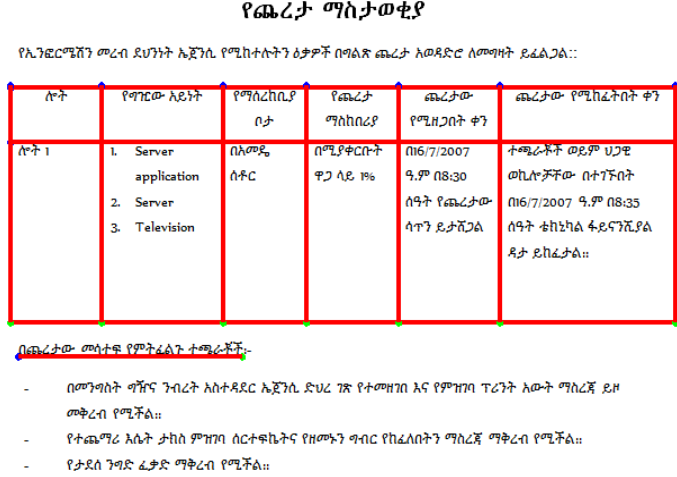 የጨረታ ማስታወቂያ
የኢንፎርሜሽን መረብ ደህንነት ኤጀንሲ የሚከተሉትን ዕቃዎች በግልጽ ጨረታ አወዳድሮ ለመግዛት ይፈልጋል::
ሎት
የግዢው አይነት
የማስረከቢያ
ቦታ
የጨረታ
ማስከበሪያ
ጨረታው
የሚዘጋበት ቀን
ጨረታው የሚከፈትበት ቀን
ሎት 1
1. Server
application
2. Server
3. Television
በአመዴ
ሰቶር
በሚያቀርቡት
ዋጋ ላይ 1%
በ16/7/2007
ዓ.ም በ8:30
ሰዓት የጨረታው
ሳጥን ይታሸጋል
ተጫራቾች ወይም ህጋዊ
ወኪሎቻቸው በተገኙበት
በ16/7/2007 ዓ.ም በ8:35
ሰዓት ቴክኒካል ፋይናንሺያል
ዳታ ይከፈታል።
በጨረታው መሳተፍ የምትፈልጉ ተጫራቾች:-
- በመንግስት ግዥና ንብረት አስተዳደር ኤጀንሲ ድህረ ገጽ የተመዘገበ እና የምዝገባ ፕሪንት አውት ማስረጃ ይዞ
መቅረብ የሚችል።
- የተጨማሪ እሴት ታክስ ምዝገባ ሰርተፍኬትና የዘመኑን ግብር የከፈለበትን ማስረጃ ማቅረብ የሚችል።
- የታደሰ ንግድ ፈቃድ ማቅረብ የሚችል።